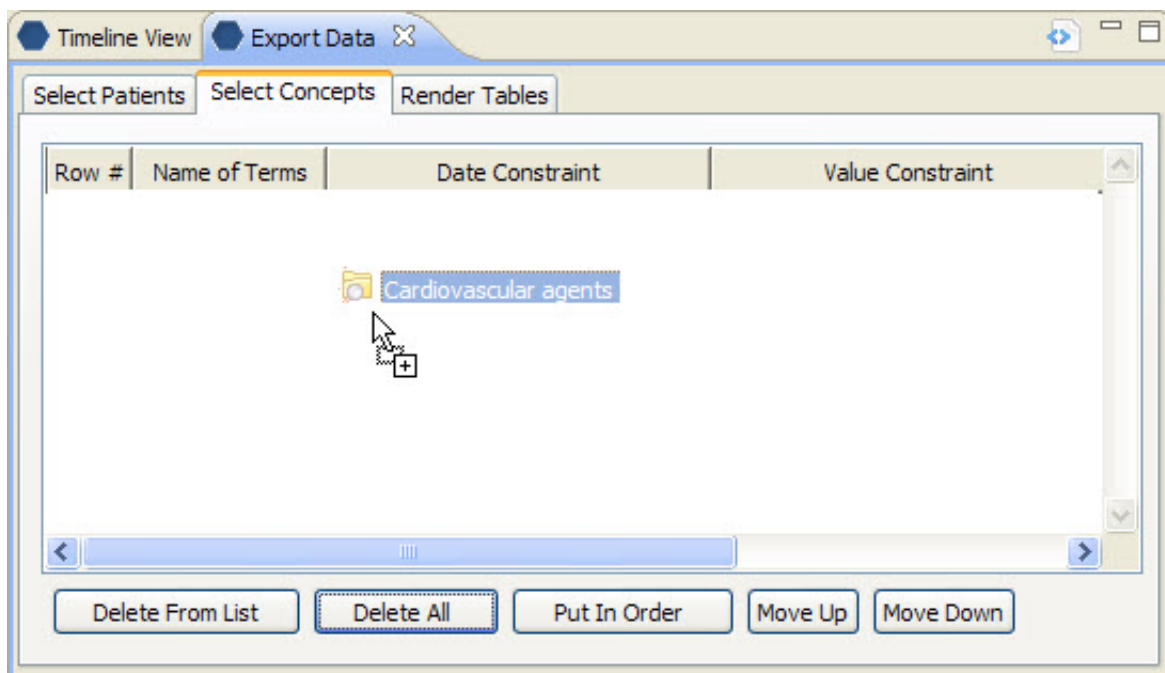 Timeline View Export Data
Select Patients Select Concepts Render Tables
Row # Name of Terms Date Constraint Value Constraint
Cardiovascular agents
Delete From List Delete All Put In Order Move Up Move Down